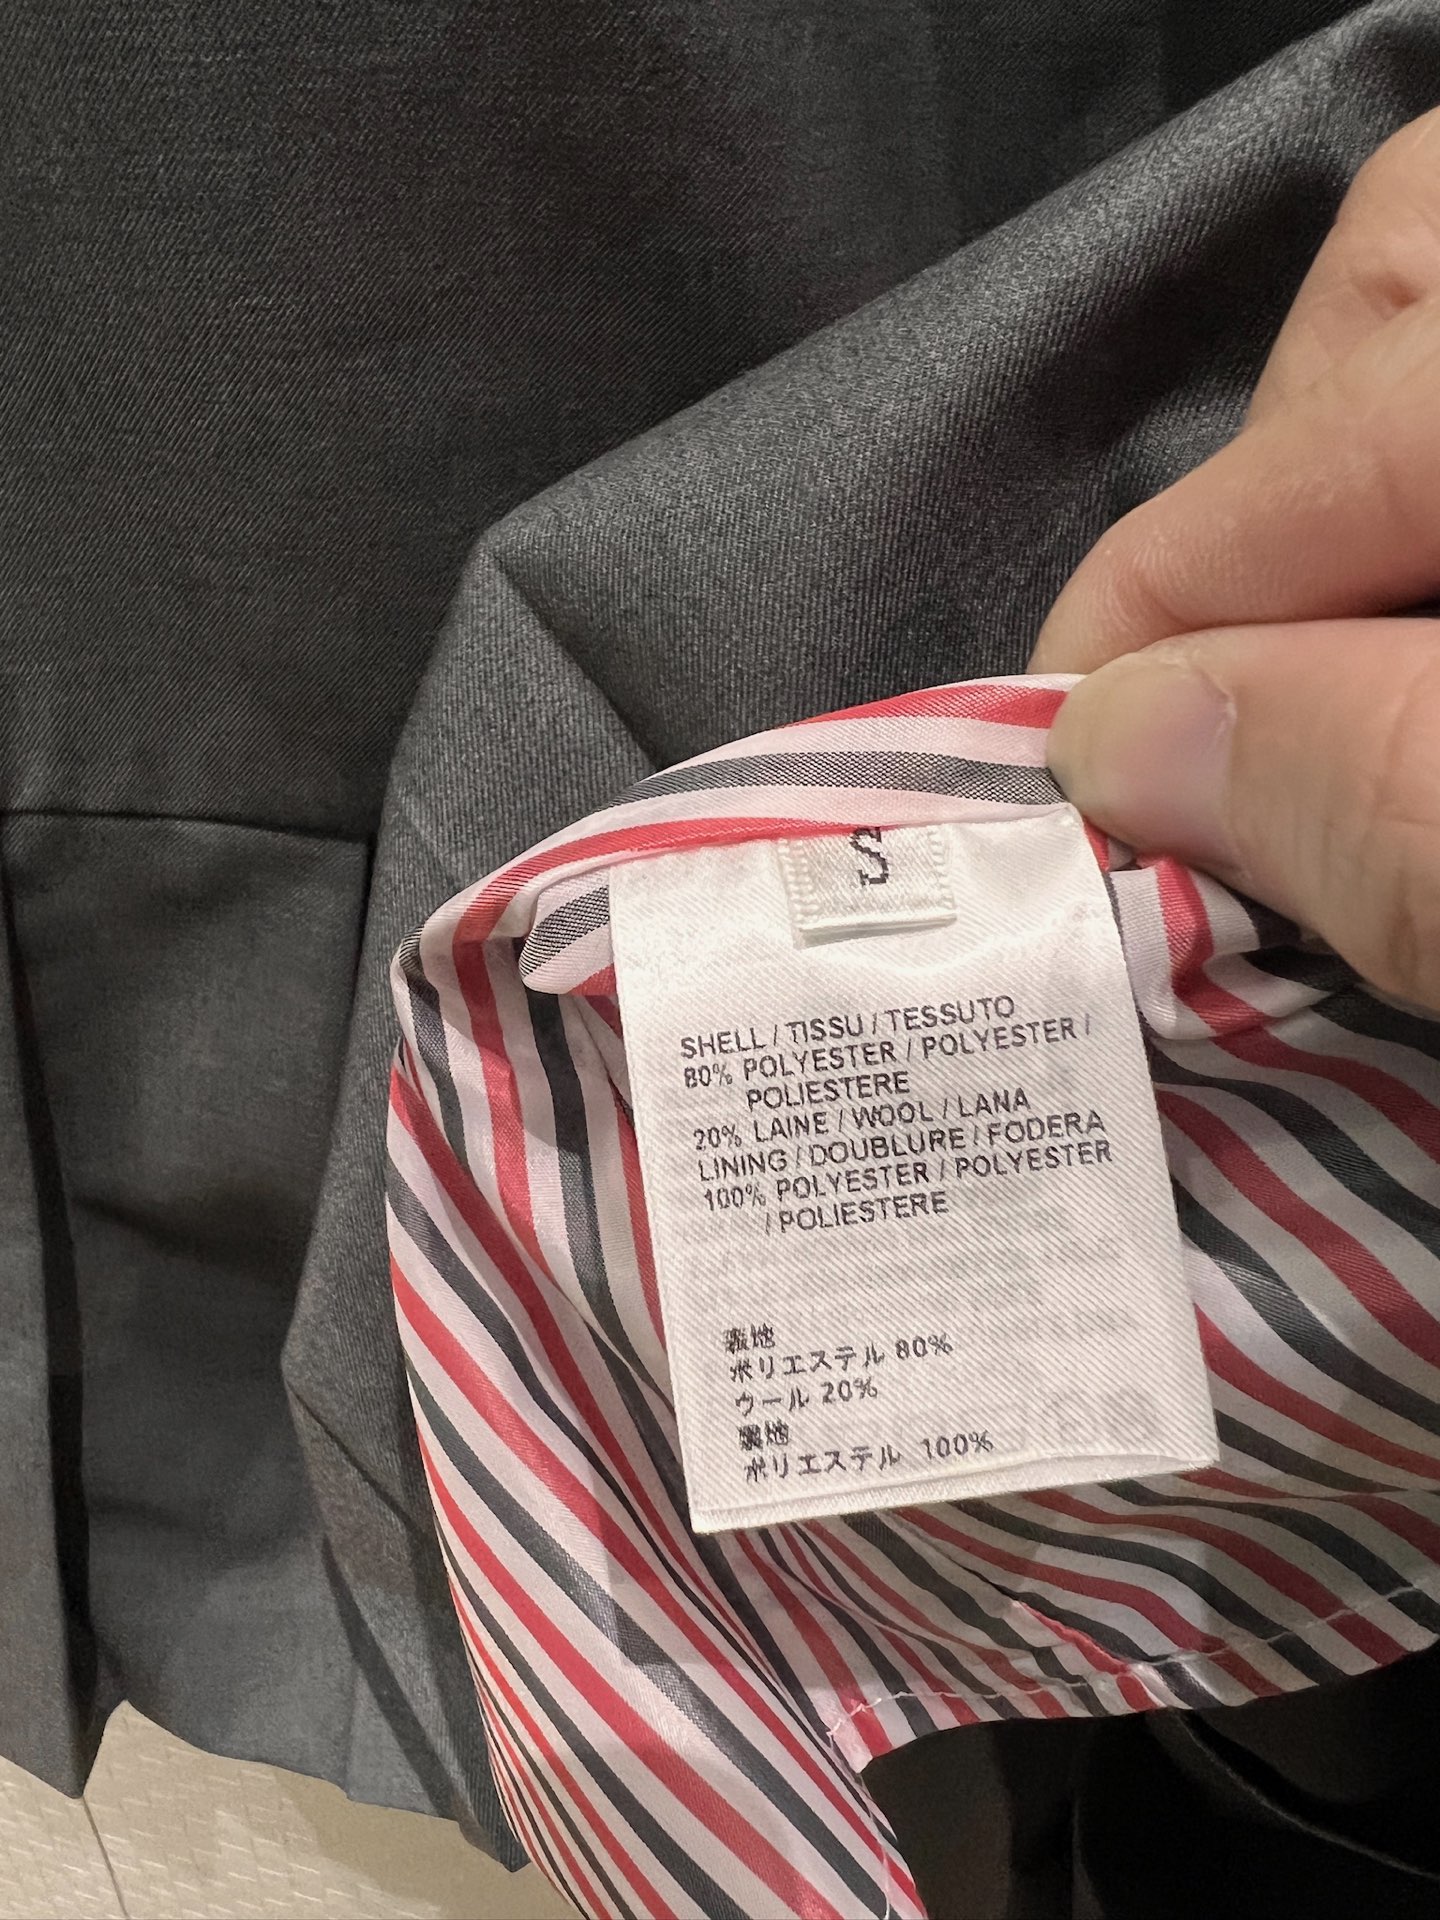 S
SHELL / TISSU / TESSUTO
80% POLYESTER / POLYESTER /
POLIESTERE
20% LAINE / WOOL / LANA
LINING / DOUBLURE / FODERA
100% POLYESTER / POLYESTER
/ POLIESTERE
表地
ポリエステル 80%
ウール 20%
裏地
ポリエステル 100%